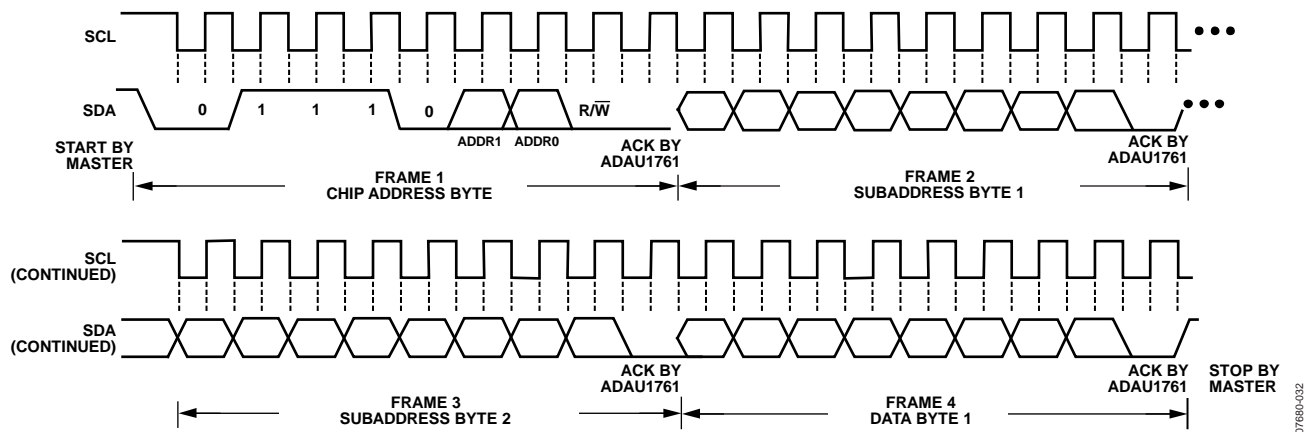 SCL
SDA
0 1 1 1 0 R/W̅
ADDR1 ADDR0
START BY
MASTER
ACK BY
ADAU1761
ACK BY
ADAU1761
FRAME 1
CHIP ADDRESS BYTE
FRAME 2
SUBADDRESS BYTE 1
SCL
(CONTINUED)
SDA
(CONTINUED)
ACK BY
ADAU1761
ACK BY
ADAU1761
STOP BY
MASTER
FRAME 3
SUBADDRESS BYTE 2
FRAME 4
DATA BYTE 1
07680-032